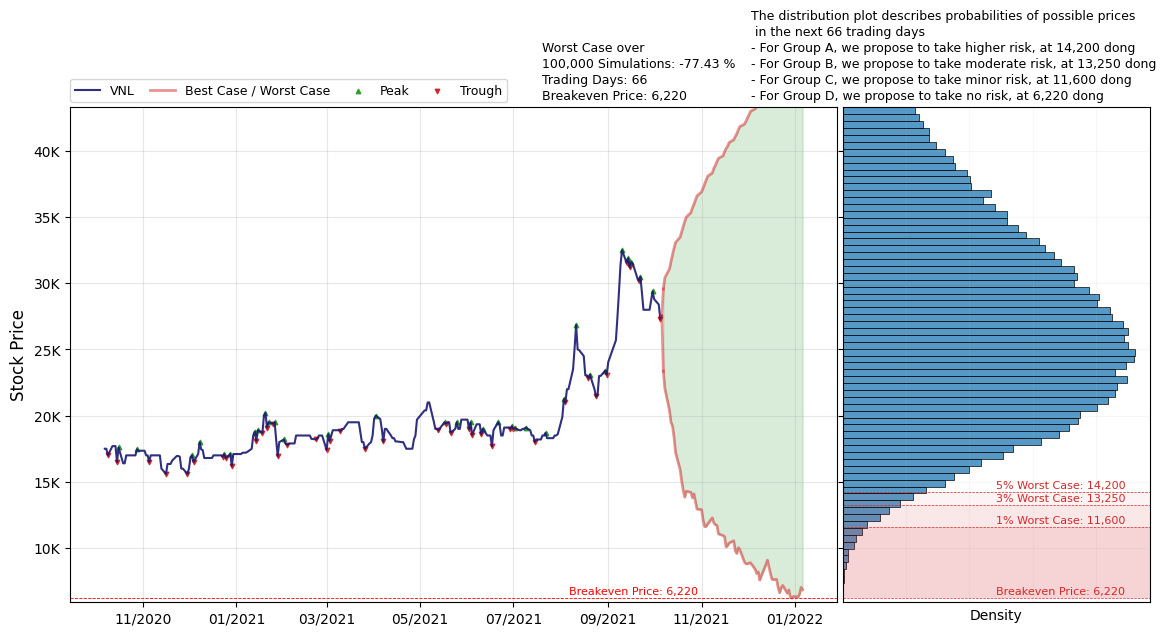 The distribution plot describes probabilities of possible prices
in the next 66 trading days
- For Group A, we propose to take higher risk, at 14,200 dong
- For Group B, we propose to take moderate risk, at 13,250 dong
- For Group C, we propose to take minor risk, at 11,600 dong
- For Group D, we propose to take no risk, at 6,220 dong
Worst Case over
100,000 Simulations: -77.43 %
Trading Days: 66
Breakeven Price: 6,220
VNL
Best Case / Worst Case
Peak
Trough
Stock Price
40K
35K
30K
25K
20K
15K
10K
Breakeven Price: 6,220
11/2020
01/2021
03/2021
05/2021
07/2021
09/2021
11/2021
01/2022
5% Worst Case: 14,200
3% Worst Case: 13,250
1% Worst Case: 11,600
Breakeven Price: 6,220
Density